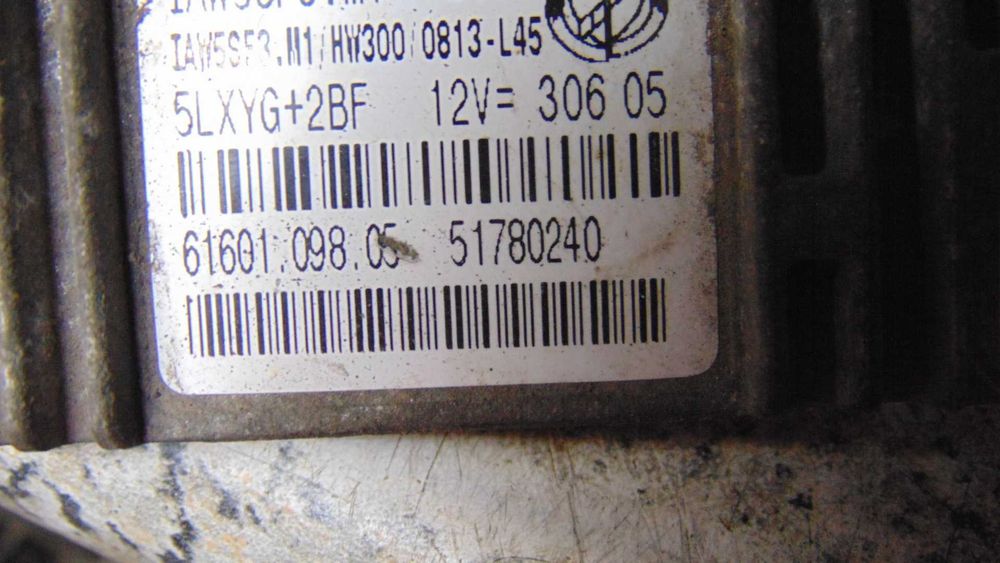 IAW5SF3.M1/HW300/0813-L45
5LXYG+2BF 12V= 306 05
61601.098.05 51780240